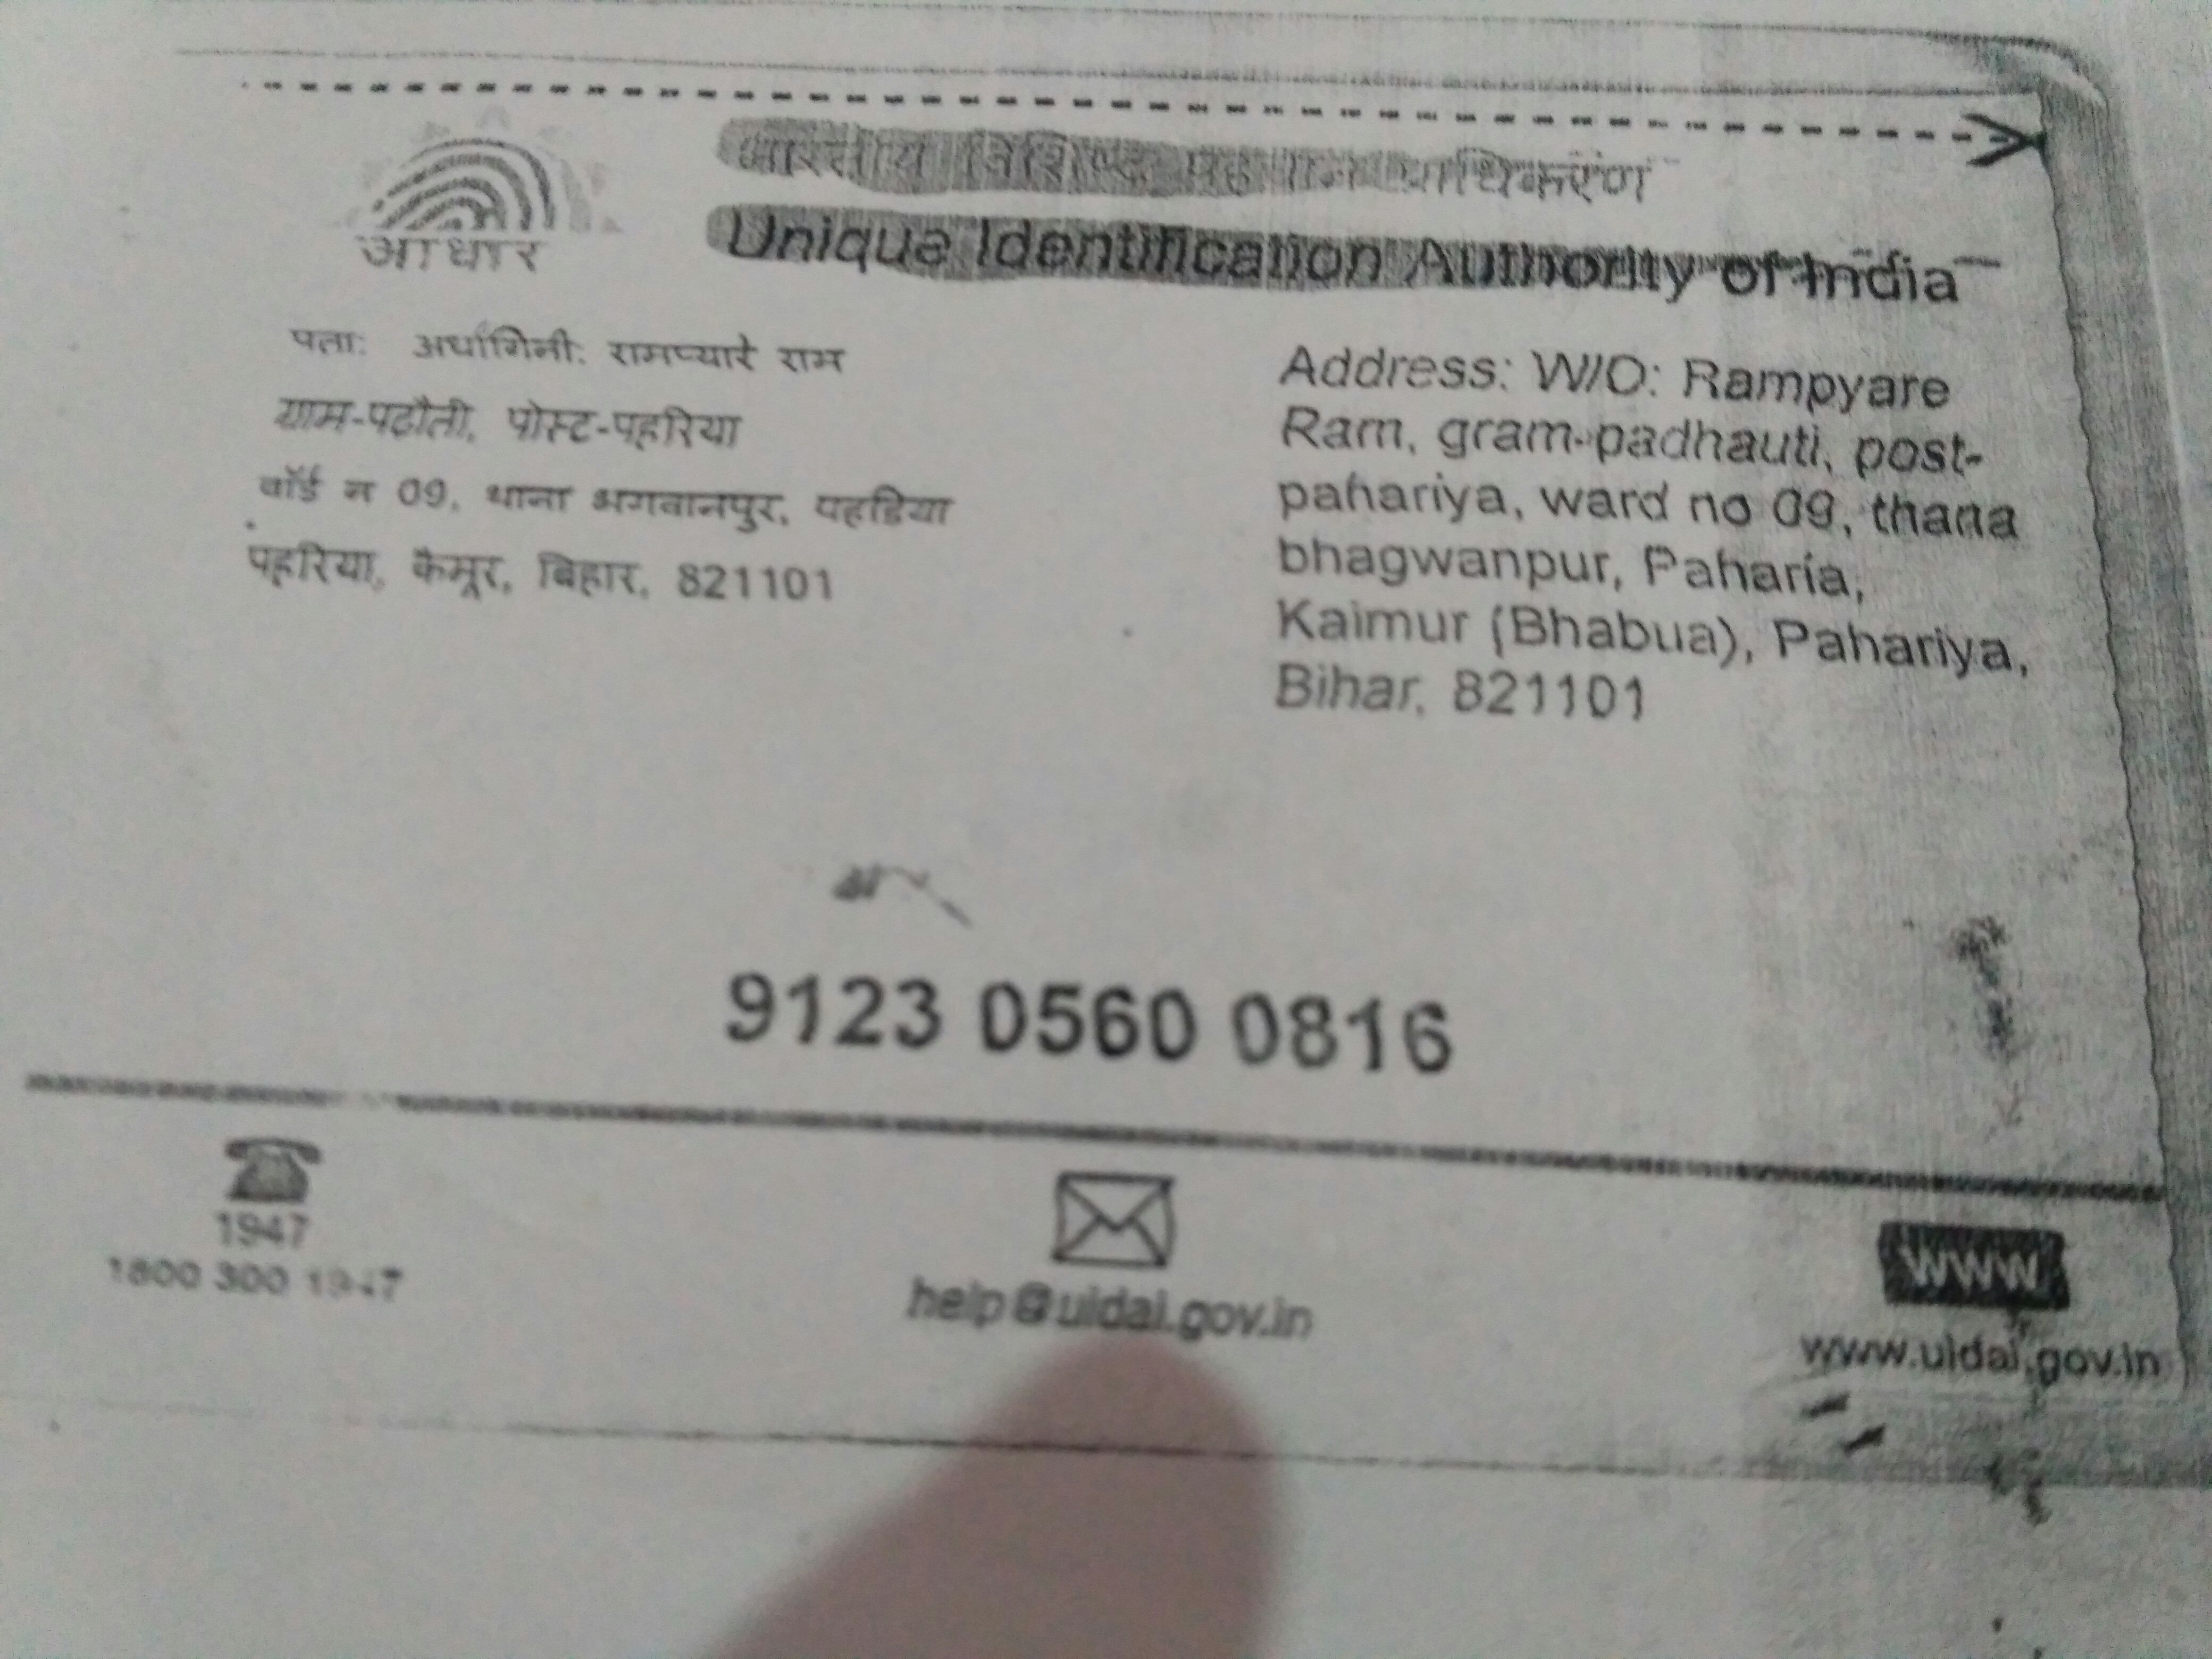 भारतीय विशिष्ट पहचान प्राधिकरण
आधार
Unique Identification Authority of India
पता: अर्धांगिनी: रामप्यारे राम
ग्राम-पढ़ौती, पोस्ट-पहरिया
वॉर्ड न 09, थाना भगवानपुर, पहडिया
पहरिया, कैमूर, बिहार, 821101
Address: W/O: Rampyare
Ram, gram-padhauti, post-
pahariya, ward no 09, thana
bhagwanpur, Paharia,
Kaimur (Bhabua), Pahariya,
Bihar, 821101
9123 0560 0816
1947
1800 300 1947
help@uidai.gov.in
WWW
www.uidai.gov.in